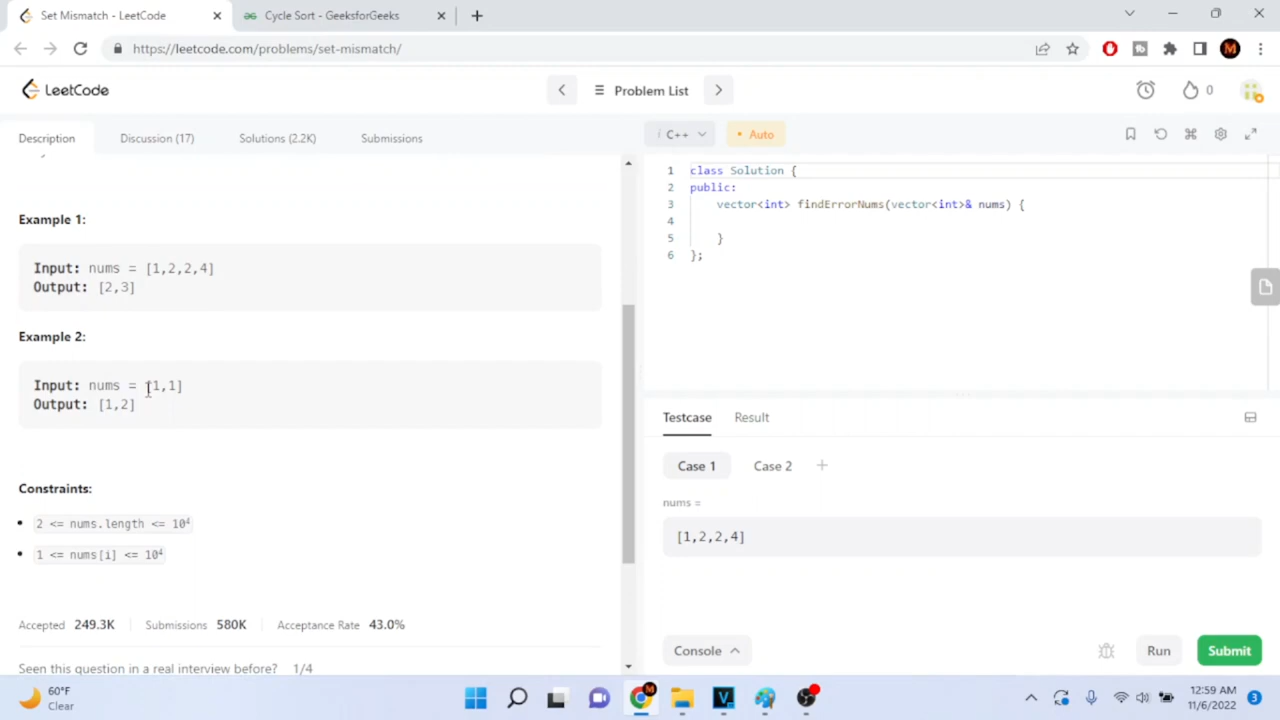 Set Mismatch - LeetCode
Cycle Sort - GeeksforGeeks
https://leetcode.com/problems/set-mismatch/
LeetCode
Problem List
0
Description
Discussion (17)
Solutions (2.2K)
Submissions
Example 1:
Input: nums = [1,2,2,4]
Output: [2,3]
Example 2:
Input: nums = [1,1]
Output: [1,2]
Constraints:
2 <= nums.length <= 10⁴
1 <= nums[i] <= 10⁴
Accepted 249.3K Submissions 580K Acceptance Rate 43.0%
Seen this question in a real interview before? 1/4
i C++
Auto
1 class Solution {
2 public:
3 vector<int> findErrorNums(vector<int>& nums) {
4
5 }
6 };
Testcase
Result
Case 1
Case 2
nums =
[1,2,2,4]
Console
Run
Submit
60°F
Clear
12:59 AM
11/6/2022
3